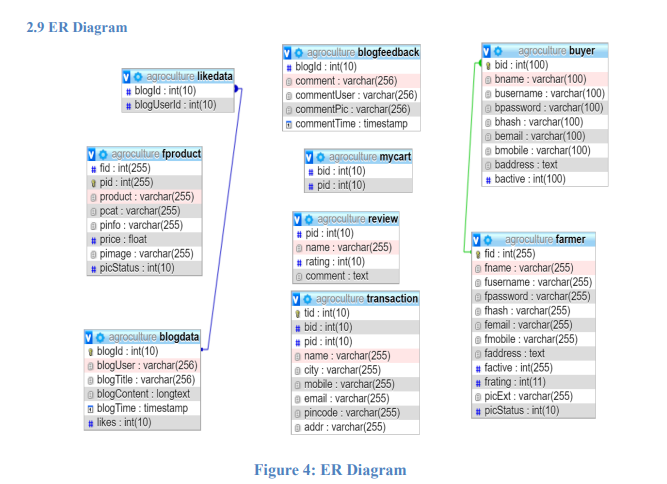 2.9 ER Diagram
agroculture likedata
blogId : int(10)
blogUserId : int(10)
agroculture fproduct
fid : int(255)
pid : int(255)
product : varchar(255)
pcat : varchar(255)
pinfo : varchar(255)
price : float
pimage : varchar(255)
picStatus : int(10)
agroculture blogdata
blogId : int(10)
blogUser : varchar(256)
blogTitle : varchar(256)
blogContent : longtext
blogTime : timestamp
likes : int(10)
agroculture blogfeedback
blogId : int(10)
comment : varchar(256)
commentUser : varchar(256)
commentPic : varchar(256)
commentTime : timestamp
agroculture mycart
bid : int(10)
pid : int(10)
agroculture review
pid : int(10)
name : varchar(255)
rating : int(10)
comment : text
agroculture transaction
tid : int(10)
bid : int(10)
pid : int(10)
name : varchar(255)
city : varchar(255)
mobile : varchar(255)
email : varchar(255)
pincode : varchar(255)
addr : varchar(255)
agroculture buyer
bid : int(100)
bname : varchar(100)
busername : varchar(100)
bpassword : varchar(100)
bhash : varchar(100)
bemail : varchar(100)
bmobile : varchar(100)
baddress : text
bactive : int(100)
agroculture farmer
fid : int(255)
fname : varchar(255)
fusername : varchar(255)
fpassword : varchar(255)
fhash : varchar(255)
femail : varchar(255)
fmobile : varchar(255)
faddress : text
factive : int(255)
frating : int(11)
picExt : varchar(255)
picStatus : int(10)
Figure 4: ER Diagram